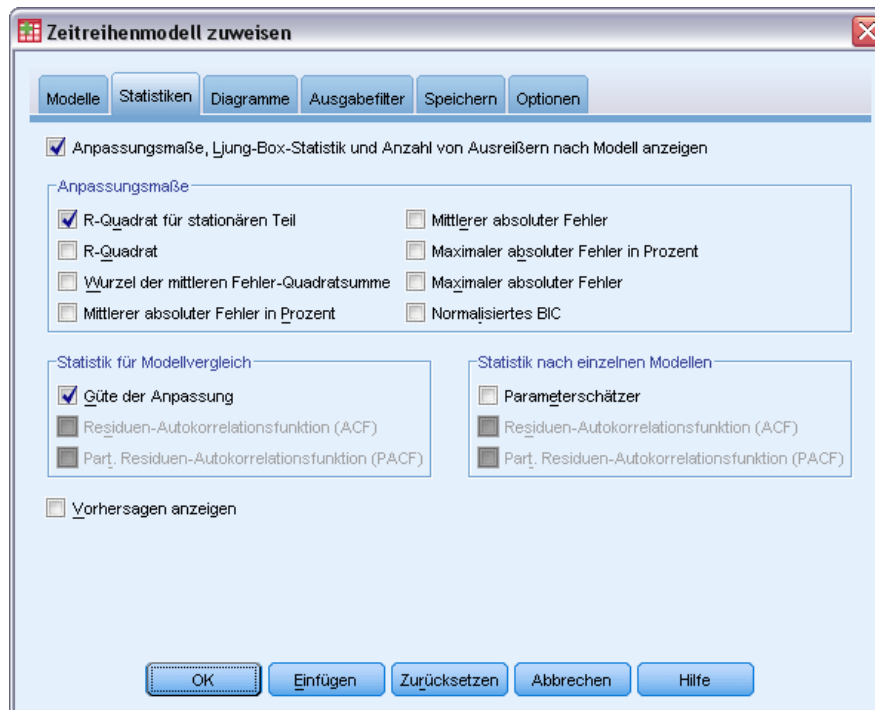 Zeitreihenmodell zuweisen
Modelle Statistiken Diagramme Ausgabefilter Speichern Optionen
Anpassungsmaße, Ljung-Box-Statistik und Anzahl von Ausreißern nach Modell anzeigen
Anpassungsmaße
R-Quadrat für stationären Teil
R-Quadrat
Wurzel der mittleren Fehler-Quadratsumme
Mittlerer absoluter Fehler in Prozent
Mittlerer absoluter Fehler
Maximaler absoluter Fehler in Prozent
Maximaler absoluter Fehler
Normalisiertes BIC
Statistik für Modellvergleich
Güte der Anpassung
Residuen-Autokorrelationsfunktion (ACF)
Part. Residuen-Autokorrelationsfunktion (PACF)
Statistik nach einzelnen Modellen
Parameterschätzer
Residuen-Autokorrelationsfunktion (ACF)
Part. Residuen-Autokorrelationsfunktion (PACF)
Vorhersagen anzeigen
OK Einfügen Zurücksetzen Abbrechen Hilfe